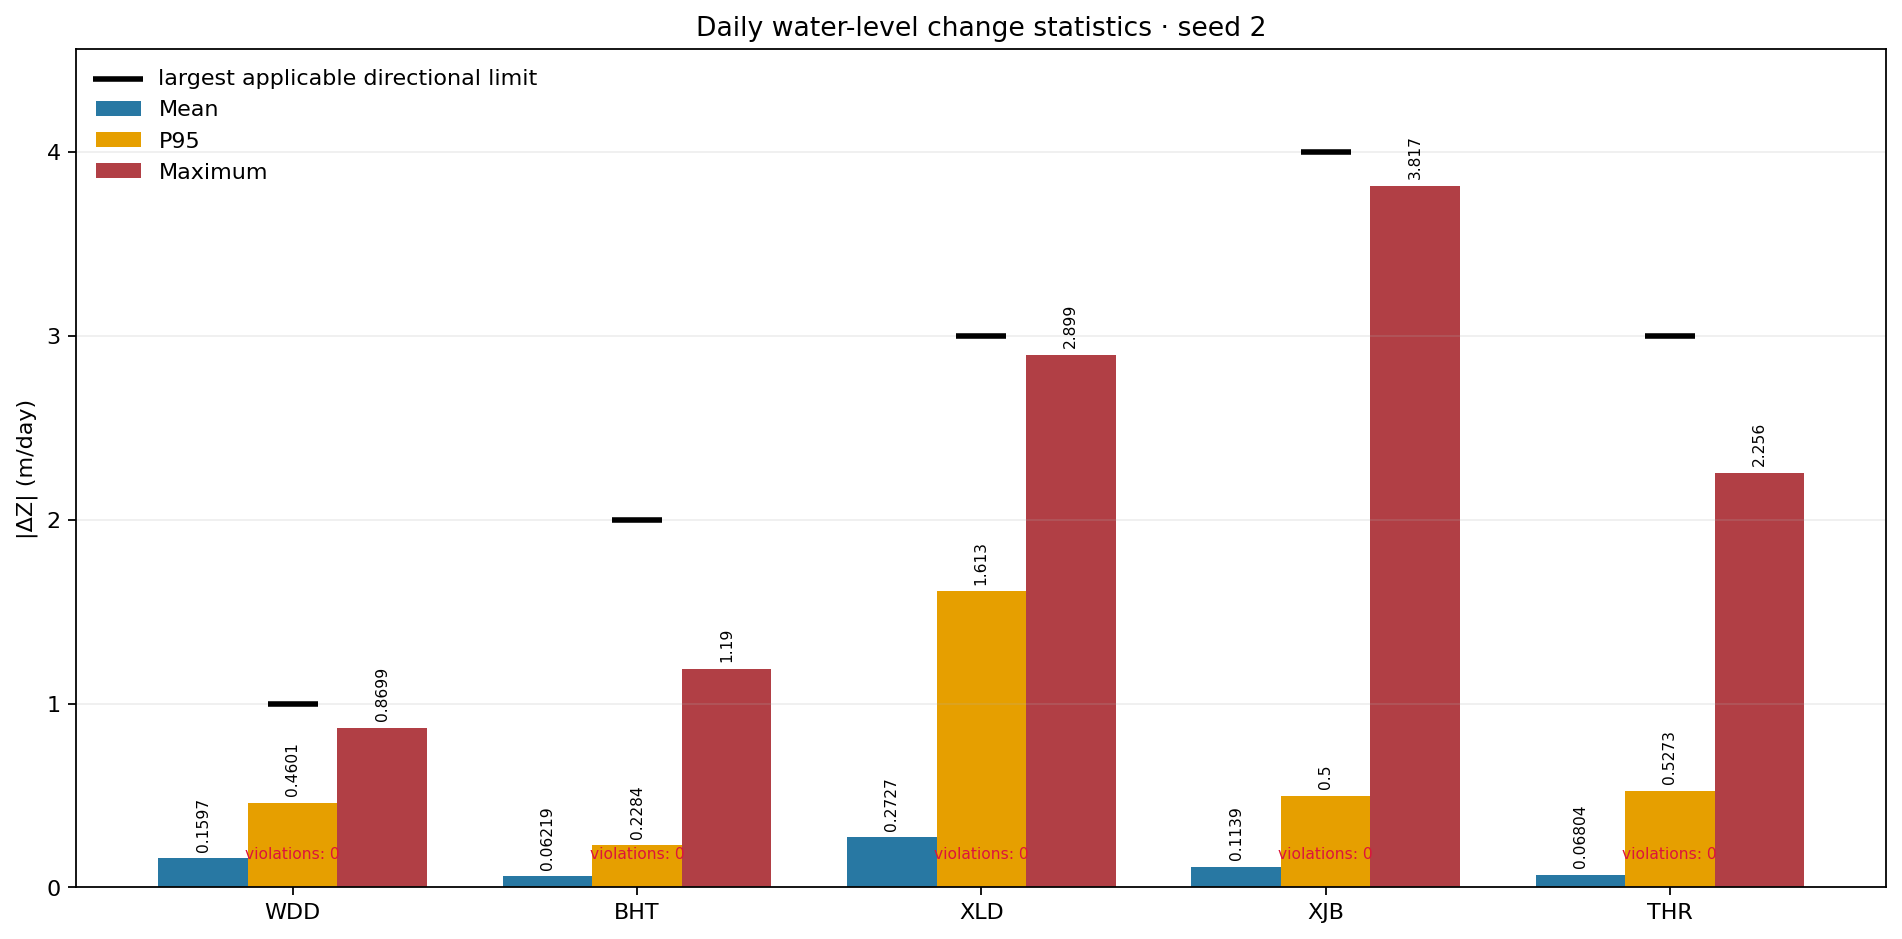 Daily water-level change statistics · seed 2
largest applicable directional limit
Mean
P95
Maximum
|ΔZ| (m/day)
4
3
2
1
0
0.1597
0.4601
0.8699
violations: 0
0.06219
0.2284
1.19
violations: 0
0.2727
1.613
2.899
violations: 0
0.1139
0.5
3.817
violations: 0
0.06804
0.5273
2.256
violations: 0
WDD
BHT
XLD
XJB
THR